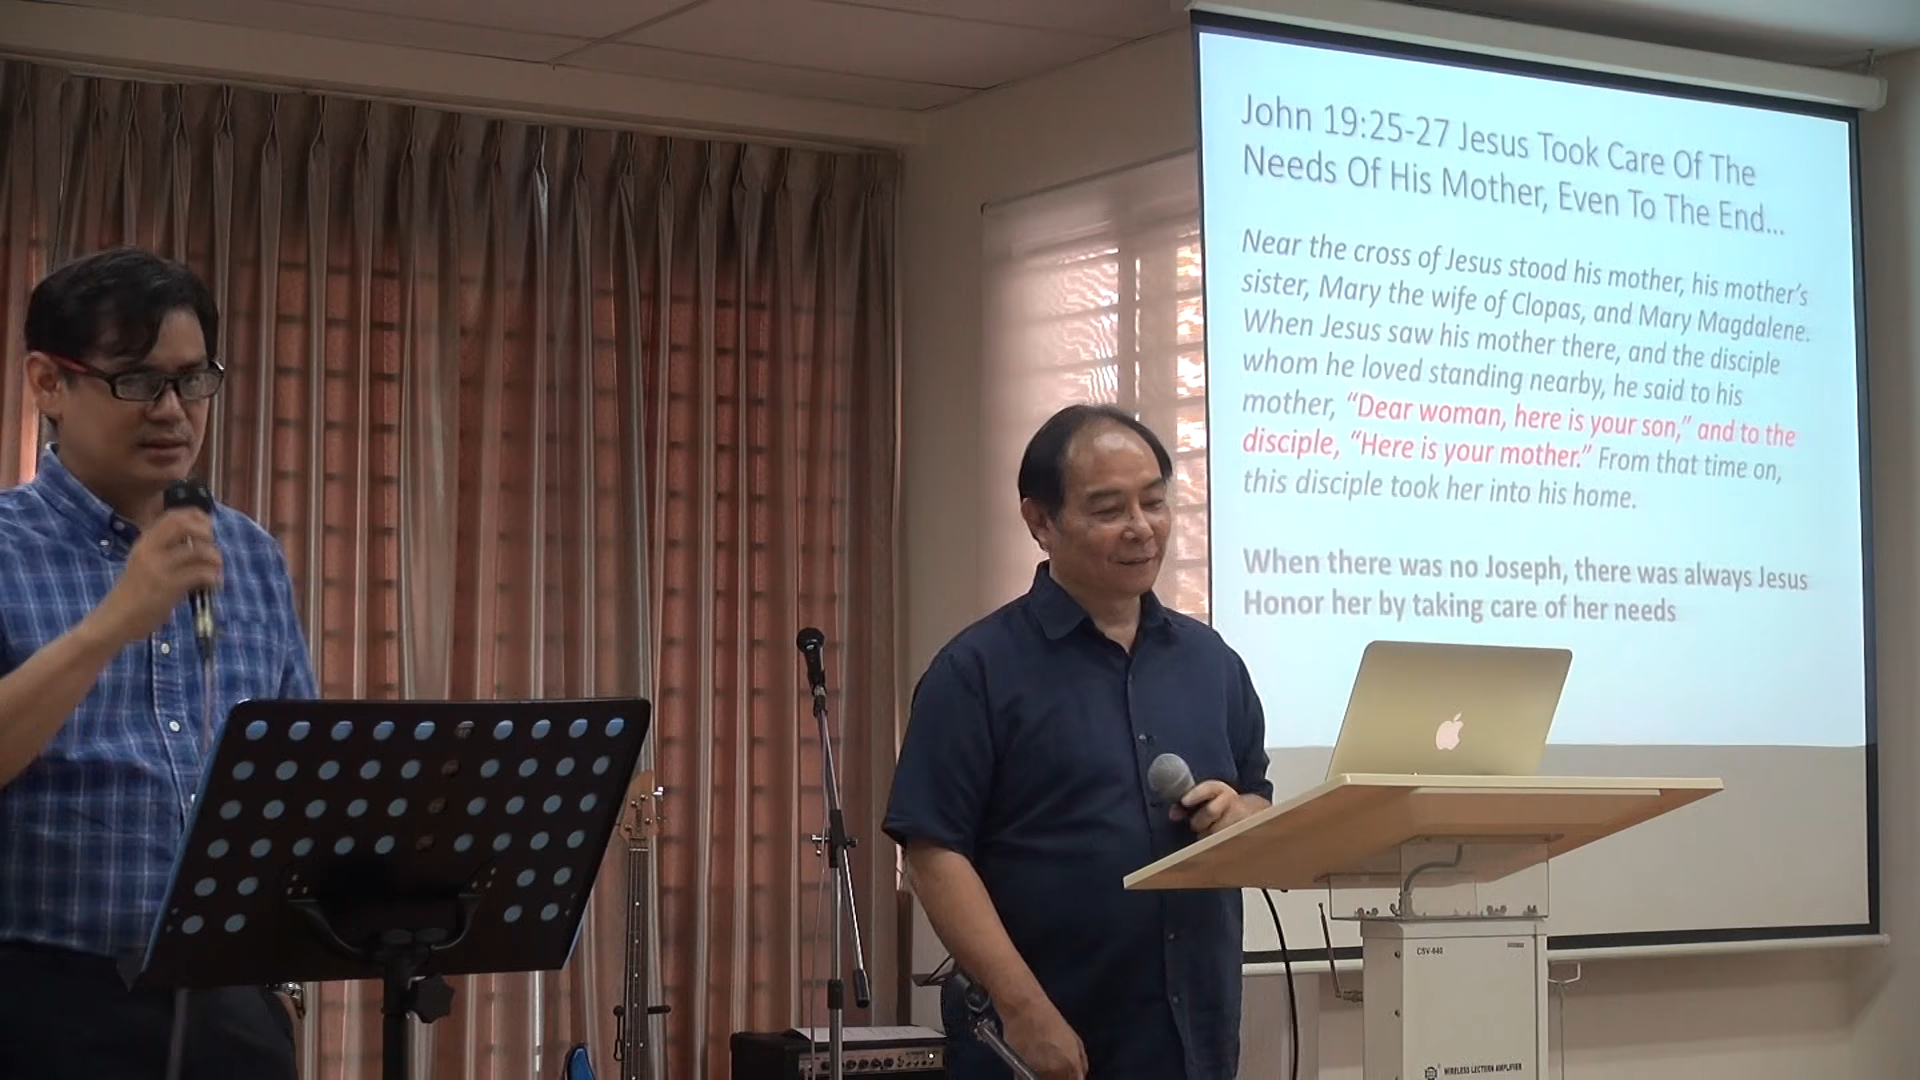 John 19:25-27 Jesus Took Care Of The
Needs Of His Mother, Even To The End...
Near the cross of Jesus stood his mother, his mother's
sister, Mary the wife of Clopas, and Mary Magdalene.
When Jesus saw his mother there, and the disciple
whom he loved standing nearby, he said to his
mother, “Dear woman, here is your son,” and to the
disciple, “Here is your mother.” From that time on,
this disciple took her into his home.
When there was no Joseph, there was always Jesus
Honor her by taking care of her needs
CSV-640
WIRELESS LECTERN AMPLIFIER